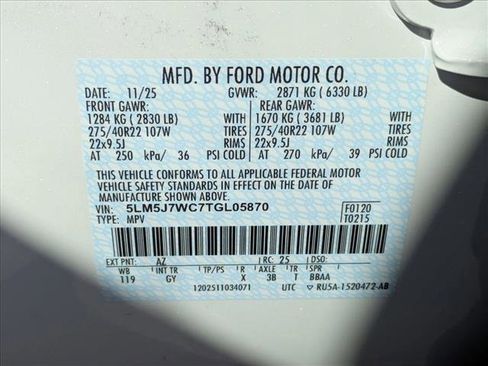 MFD. BY FORD MOTOR CO.
DATE: 11/25 GVWR: 2871 KG ( 6330 LB)
FRONT GAWR: REAR GAWR:
1284 KG ( 2830 LB) 1670 KG ( 3681 LB)
275/40R22 107W TIRES 275/40R22 107W TIRES
22x9.5J RIMS 22x9.5J RIMS
AT 250 kPa/ 36 PSI AT 270 kPa/ 39 PSI
THIS VEHICLE CONFORMS TO ALL APPLICABLE FEDERAL MOTOR
VEHICLE SAFETY STANDARDS IN EFFECT ON THE DATE OF
MANUFACTURE SHOWN ABOVE.
VIN: 5LM5J7WC7TGL05870 F0120
TYPE: MPV T0215
EXT PNT: AZ RC: 25 DSO:
WB INT TR TP/PS R AXLE TR SPR
119 GY X 3B T BBAA
1202511034071 UTC RU5A-1520472-AB